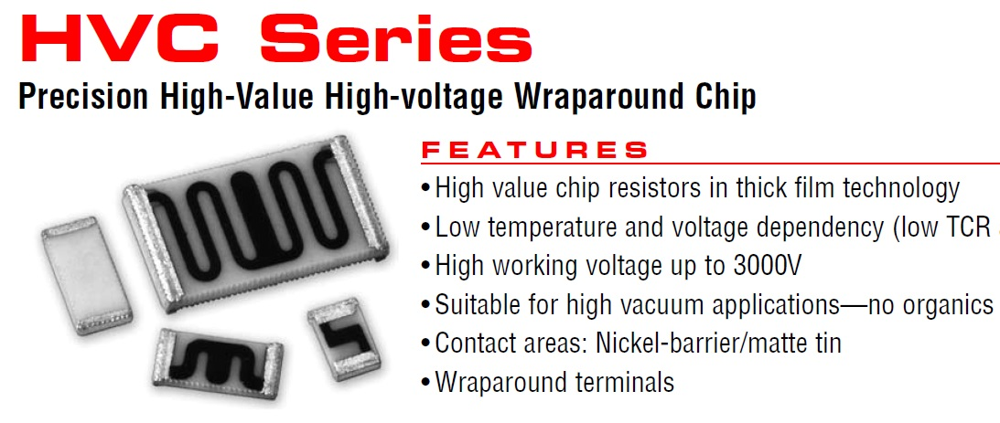 HVC Series
Precision High-Value High-voltage Wraparound Chip
FEATURES
• High value chip resistors in thick film technology
• Low temperature and voltage dependency (low TCR
• High working voltage up to 3000V
• Suitable for high vacuum applications—no organics
• Contact areas: Nickel-barrier/matte tin
• Wraparound terminals